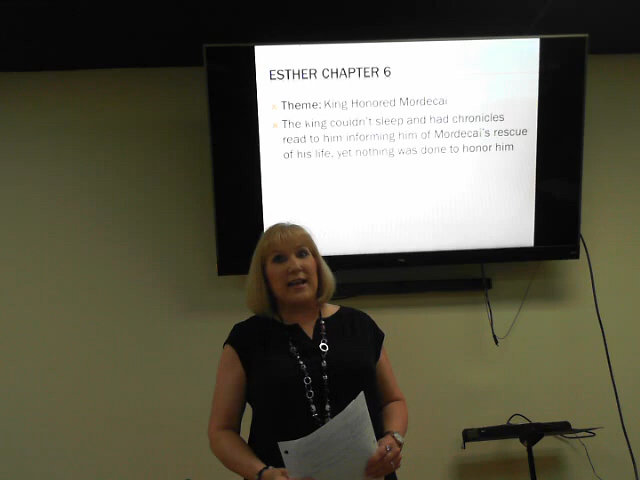 ESTHER CHAPTER 6
Theme: King Honored Mordecai
The king couldn't sleep and had chronicles
read to him informing him of Mordecai's rescue
of his life, yet nothing was done to honor him